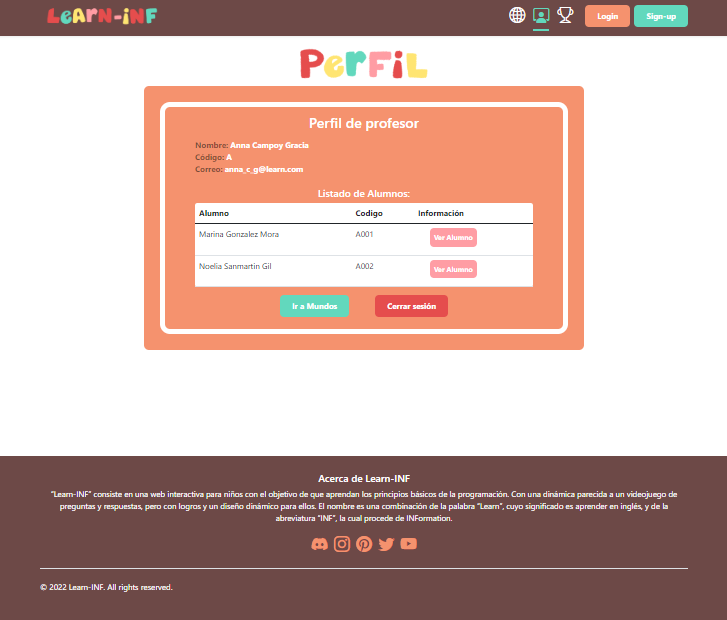 Learn-INF
Login
Sign-up
Perfil
Perfil de profesor
Nombre: Anna Campoy Gracia
Código: A
Correo: anna_c_g@learn.com
Listado de Alumnos:
Alumno Codigo Información
Marina Gonzalez Mora A001 Ver Alumno
Noelia Sanmartin Gil A002 Ver Alumno
Ir a Mundos Cerrar sesión
Acerca de Learn-INF
"Learn-INF" consiste en una web interactiva para niños con el objetivo de que aprendan los principios básicos de la programación. Con una dinámica parecida a un videojuego de
preguntas y respuestas, pero con logros y un diseño dinámico para ellos. El nombre es una combinación de la palabra "Learn", cuyo significado es aprender en inglés, y de la
abreviatura "INF", la cual procede de INFormation.
© 2022 Learn-INF. All rights reserved.